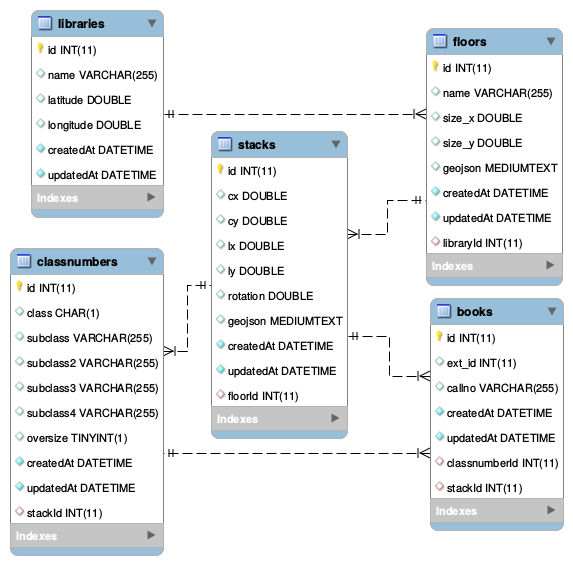 libraries
id INT(11)
name VARCHAR(255)
latitude DOUBLE
longitude DOUBLE
createdAt DATETIME
updatedAt DATETIME
Indexes
floors
id INT(11)
name VARCHAR(255)
size_x DOUBLE
size_y DOUBLE
geojson MEDIUMTEXT
createdAt DATETIME
updatedAt DATETIME
libraryId INT(11)
Indexes
stacks
id INT(11)
cx DOUBLE
cy DOUBLE
lx DOUBLE
ly DOUBLE
rotation DOUBLE
geojson MEDIUMTEXT
createdAt DATETIME
updatedAt DATETIME
floorId INT(11)
Indexes
classnumbers
id INT(11)
class CHAR(1)
subclass VARCHAR(255)
subclass2 VARCHAR(255)
subclass3 VARCHAR(255)
subclass4 VARCHAR(255)
oversize TINYINT(1)
createdAt DATETIME
updatedAt DATETIME
stackId INT(11)
Indexes
books
id INT(11)
ext_id INT(11)
callno VARCHAR(255)
createdAt DATETIME
updatedAt DATETIME
classnumberId INT(11)
stackId INT(11)
Indexes